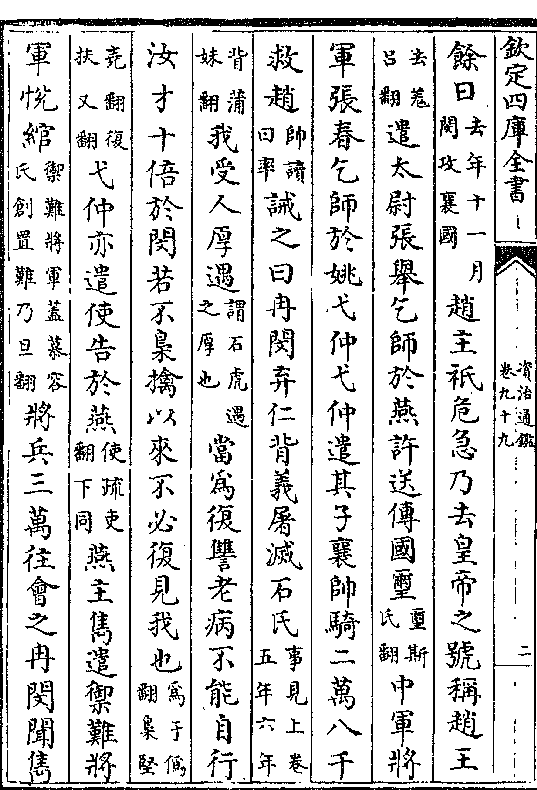 欽定四庫全書
資治通鑑
卷九十九
二
餘日去年十一月閔攻襄國趙主祇危急乃去皇帝之號稱趙王
去羗呂翻遣太尉張舉乞師於燕許送傳國璽璽斯氏翻中軍將
軍張春乞師於姚弋仲弋仲遣其子襄帥騎二萬八千
救趙帥讀曰率誡之曰冉閔弃仁背義屠滅石氏事見上卷五年六年
背蒲妹翻我受人厚遇謂石虎遇之厚也當爲復讐老病不能自行
汝才十倍於閔若不梟擒以來不必復見我也爲于偽翻梟堅
堯翻復扶又翻弋仲亦遣使告於燕使疏吏翻下同燕主儁遣禦難將
軍悅綰禦難將軍蓋慕容氏創置難乃旦翻將兵三萬往會之冉閔聞儁